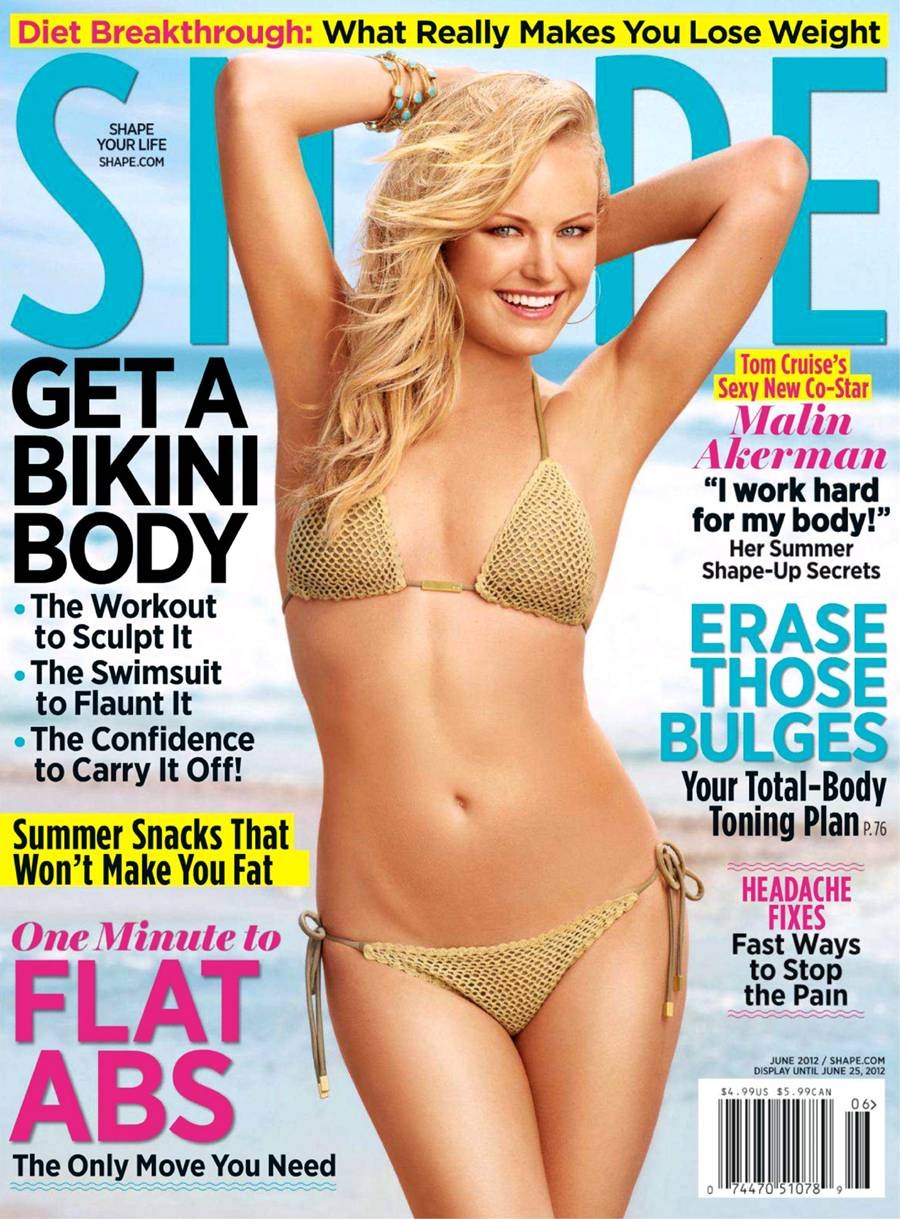 Diet Breakthrough: What Really Makes You Lose Weight
SHAPE
SHAPE
YOUR LIFE
SHAPE.COM
GET A
BIKINI
BODY
• The Workout
to Sculpt It
• The Swimsuit
to Flaunt It
• The Confidence
to Carry It Off!
Summer Snacks That
Won't Make You Fat
One Minute to
FLAT
ABS
The Only Move You Need
Tom Cruise's
Sexy New Co-Star
Malin
Akerman
“I work hard
for my body!”
Her Summer
Shape-Up Secrets
ERASE
THOSE
BULGES
Your Total-Body
Toning Plan P. 76
HEADACHE
FIXES
Fast Ways
to Stop
the Pain
JUNE 2012 / SHAPE.COM
DISPLAY UNTIL JUNE 25, 2012
$4.99US $5.99CAN
06>
0 74470 51078 9